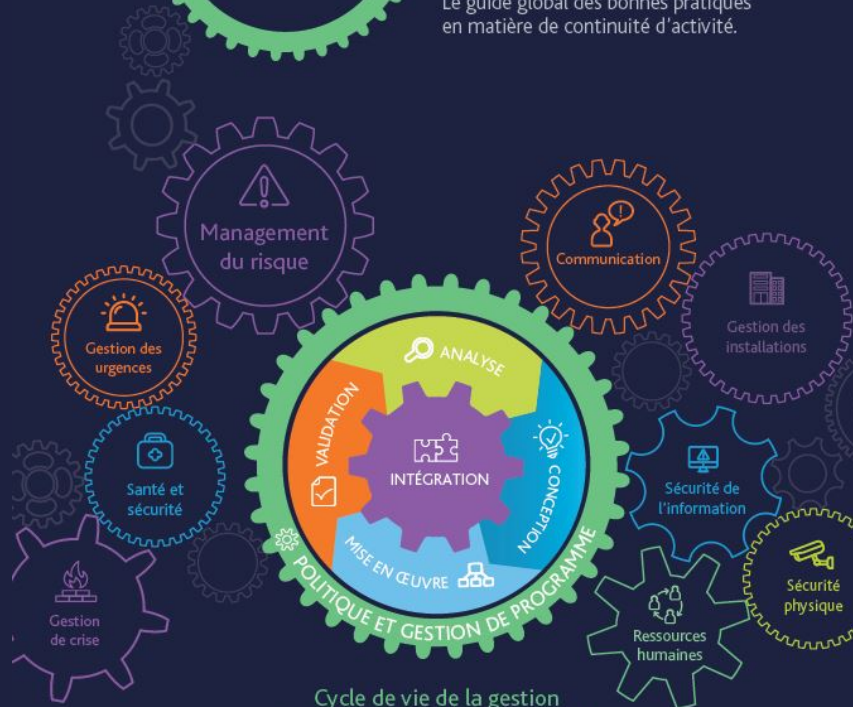 Le guide global des bonnes pratiques
en matière de continuité d'activité.
Management
du risque
Communication
Gestion des
installations
Gestion des
urgences
ANALYSE
VALIDATION
CONCEPTION
INTÉGRATION
MISE EN ŒUVRE
POLITIQUE ET GESTION DE PROGRAMME
Santé et
sécurité
Sécurité de
l'information
Sécurité
physique
Gestion
de crise
Ressources
humaines
Cycle de vie de la gestion